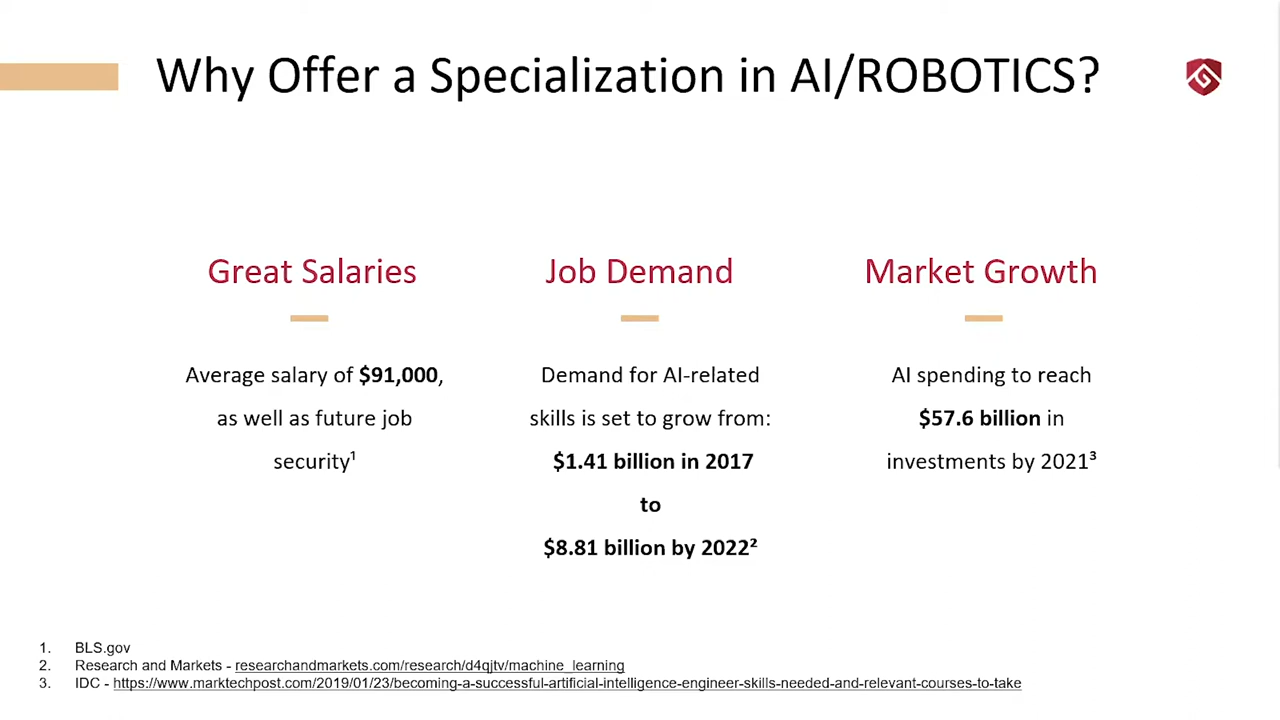 Why Offer a Specialization in AI/ROBOTICS?
Great Salaries
Average salary of $91,000,
as well as future job
security¹
Job Demand
Demand for AI-related
skills is set to grow from:
$1.41 billion in 2017
to
$8.81 billion by 2022²
Market Growth
AI spending to reach
$57.6 billion in
investments by 2021³
1. BLS.gov
2. Research and Markets - researchandmarkets.com/research/d4qjtv/machine_learning
3. IDC - https://www.marktechpost.com/2019/01/23/becoming-a-successful-artificial-intelligence-engineer-skills-needed-and-relevant-courses-to-take